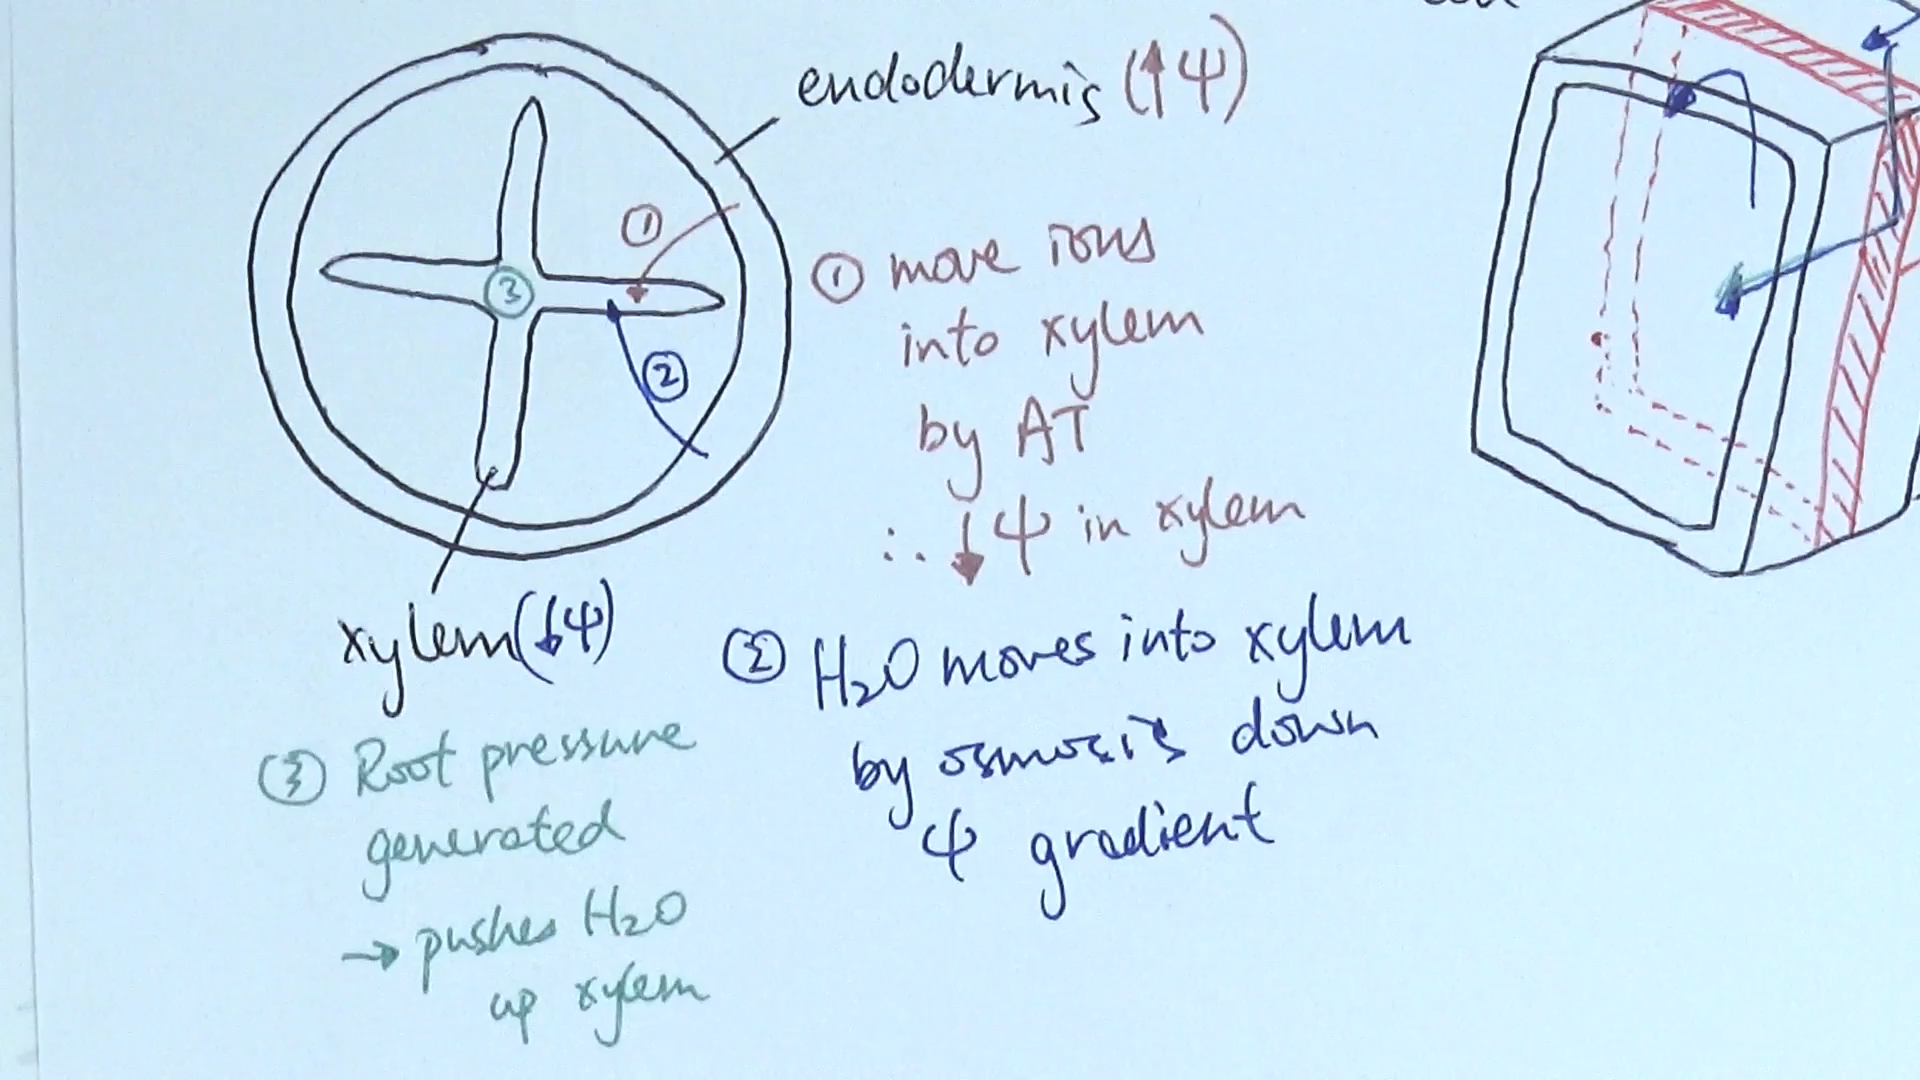 endodermis (↑Ψ)
①
③
②
① move ions
into xylem
by AT
∴ ↓Ψ in xylem
xylem (↓Ψ)
② H₂O moves into xylem
by osmosis down
Ψ gradient
③ Root pressure
generated
→ pushes H₂O
up xylem